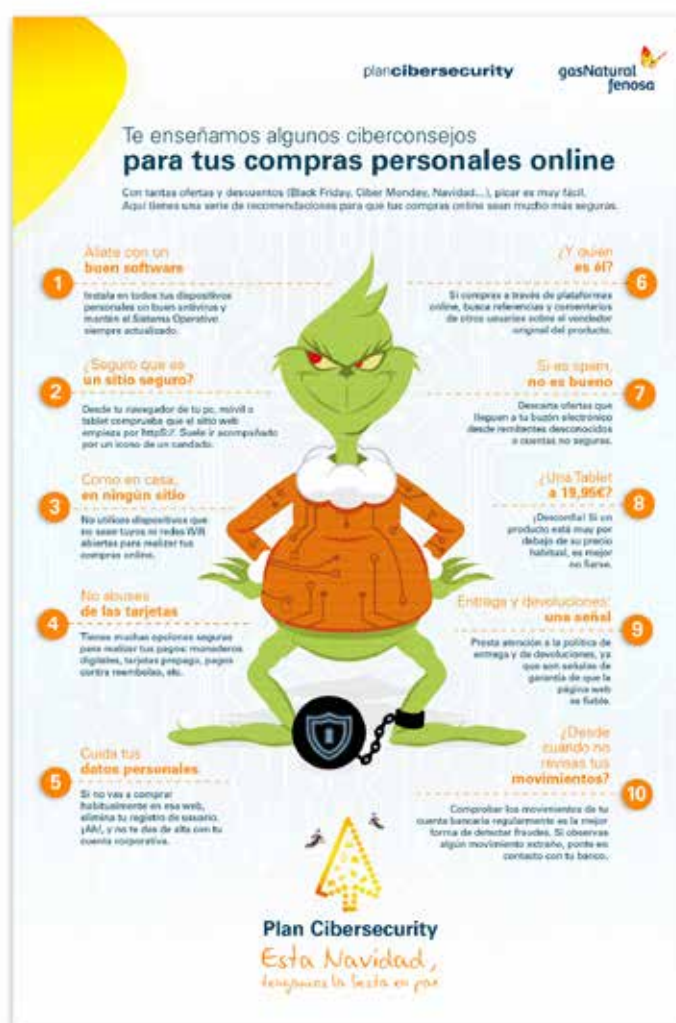 plancibersecurity
gasNatural
fenosa
Te enseñamos algunos ciberconsejos
para tus compras personales online
Con tantas ofertas y descuentos (Black Friday, Ciber Monday, Navidad...), picar es muy fácil.
Aquí tienes una serie de recomendaciones para que tus compras online sean mucho más seguras.
1
Alíate con un
buen software
Instala en todos tus dispositivos
personales un buen antivirus y
mantén el Sistema Operativo
siempre actualizado.
2
¿Seguro que es
un sitio seguro?
Desde tu navegador de tu pc, móvil o
tablet comprueba que el sitio web
empieza por httpS://. Suele ir acompañado
por un icono de un candado.
3
Como en casa,
en ningún sitio
No utilices dispositivos que
no sean tuyos ni redes Wifi
abiertas para realizar tus
compras online.
4
No abuses
de las tarjetas
Tienes muchas opciones seguras
para realizar tus pagos: monederos
digitales, tarjetas prepago, pagos
contra reembolso, etc.
5
Cuida tus
datos personales
Si no vas a comprar
habitualmente en esa web,
elimina tu registro de usuario.
¡Ah!, y no te des de alta con tu
cuenta corporativa.
¿Y quién
es él?
6
Si compras a través de plataformas
online, busca referencias y comentarios
de otros usuarios sobre el vendedor
original del producto.
Si es spam,
no es bueno
7
Descarta ofertas que
lleguen a tu buzón electrónico
desde remitentes desconocidos
o cuentas no seguras.
¿Una Tablet
a 19,95€?
8
¡Desconfía! Si un
producto está muy por
debajo de su precio
habitual, es mejor
no fiarse.
Entrega y devoluciones:
una señal
9
Presta atención a la política de
entrega y de devoluciones, ya
que son señales de
garantía de que la
página web
es fiable.
¿Desde
cuándo no
revisas tus
movimientos?
10
Comprobar los movimientos de tu
cuenta bancaria regularmente es la mejor
forma de detectar fraudes. Si observas
algún movimiento extraño, ponte en
contacto con tu banco.
Plan Cibersecurity
Esta Navidad,
tengamos la fiesta en paz